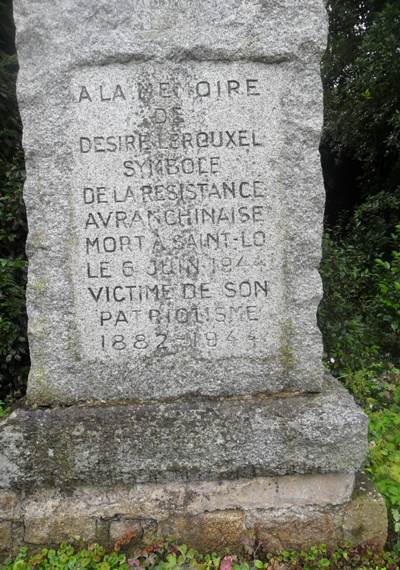 A LA MEMOIRE
DE
DESIRE LEROUXEL
SYMBOLE
DE LA RESISTANCE
AVRANCHINAISE
MORT A SAINT-LO
LE 6 JUIN 1944
VICTIME DE SON
PATRIOTISME
1882-1944